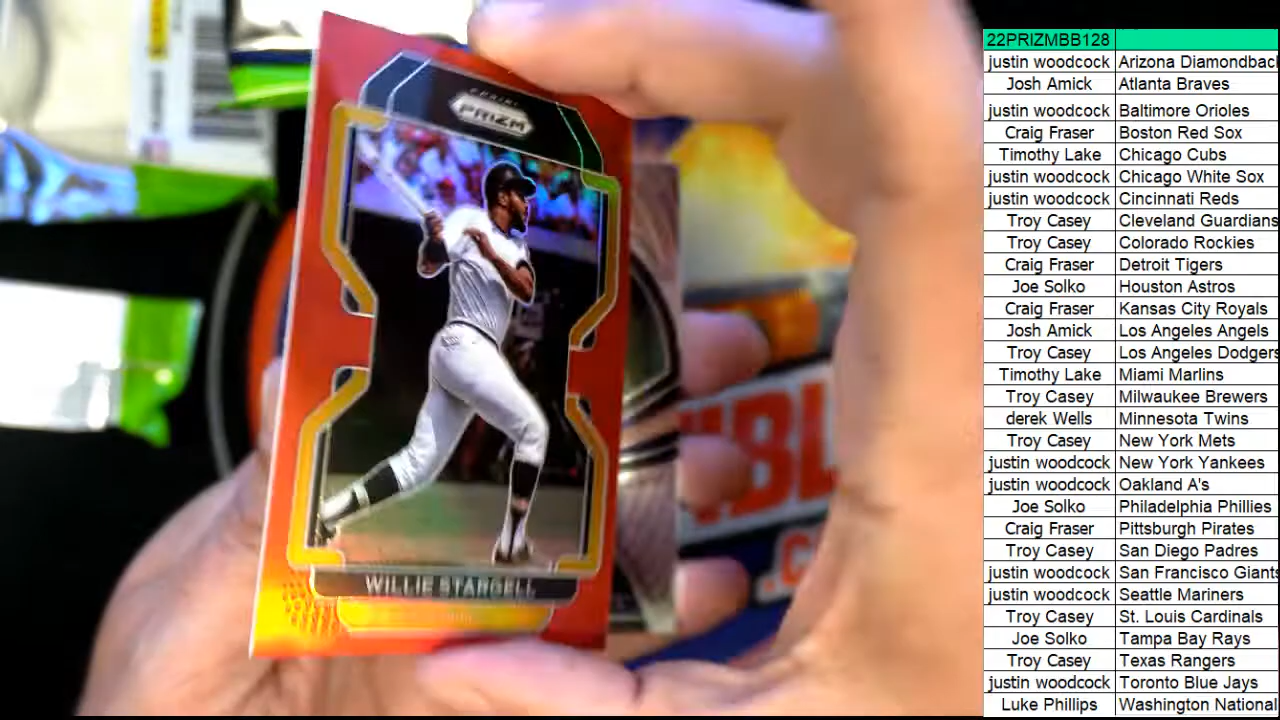 PANINI
PRIZM
WILLIE STARGELL
BL
.C
22PRIZMBB128
justin woodcock Arizona Diamondbac
Josh Amick Atlanta Braves
justin woodcock Baltimore Orioles
Craig Fraser Boston Red Sox
Timothy Lake Chicago Cubs
justin woodcock Chicago White Sox
justin woodcock Cincinnati Reds
Troy Casey Cleveland Guardians
Troy Casey Colorado Rockies
Craig Fraser Detroit Tigers
Joe Solko Houston Astros
Craig Fraser Kansas City Royals
Josh Amick Los Angeles Angels
Troy Casey Los Angeles Dodgers
Timothy Lake Miami Marlins
Troy Casey Milwaukee Brewers
derek Wells Minnesota Twins
Troy Casey New York Mets
justin woodcock New York Yankees
justin woodcock Oakland A's
Joe Solko Philadelphia Phillies
Craig Fraser Pittsburgh Pirates
Troy Casey San Diego Padres
justin woodcock San Francisco Giants
justin woodcock Seattle Mariners
Troy Casey St. Louis Cardinals
Joe Solko Tampa Bay Rays
Troy Casey Texas Rangers
justin woodcock Toronto Blue Jays
Luke Phillips Washington National